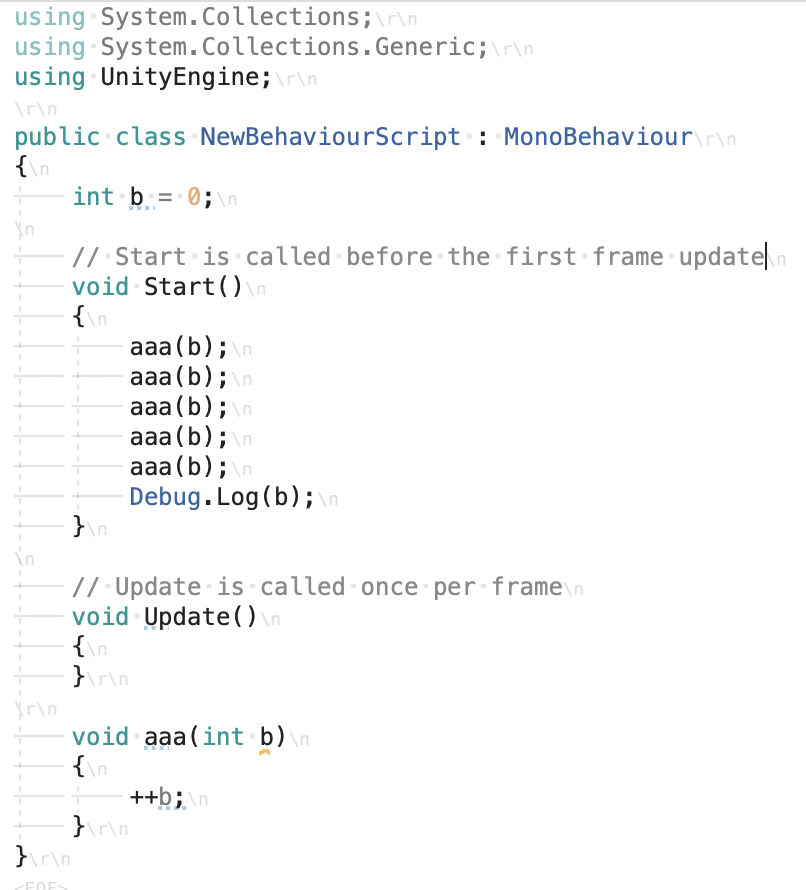 using System.Collections;\r\n
using System.Collections.Generic;\r\n
using UnityEngine;\r\n
\r\n
public class NewBehaviourScript : MonoBehaviour\r\n
{\n
int b = 0;\n
\n
// Start is called before the first frame update\n
void Start()\n
{\n
aaa(b);\n
aaa(b);\n
aaa(b);\n
aaa(b);\n
aaa(b);\n
Debug.Log(b);\n
}\n
\n
// Update is called once per frame\n
void Update()\n
{\n
}\r\n
\r\n
void aaa(int b)\n
{\n
++b;\n
}\r\n
}\r\n
<EOF>